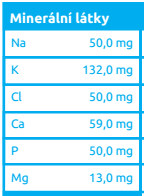 Minerální látky
Na 50,0 mg
K 132,0 mg
Cl 50,0 mg
Ca 59,0 mg
P 50,0 mg
Mg 13,0 mg